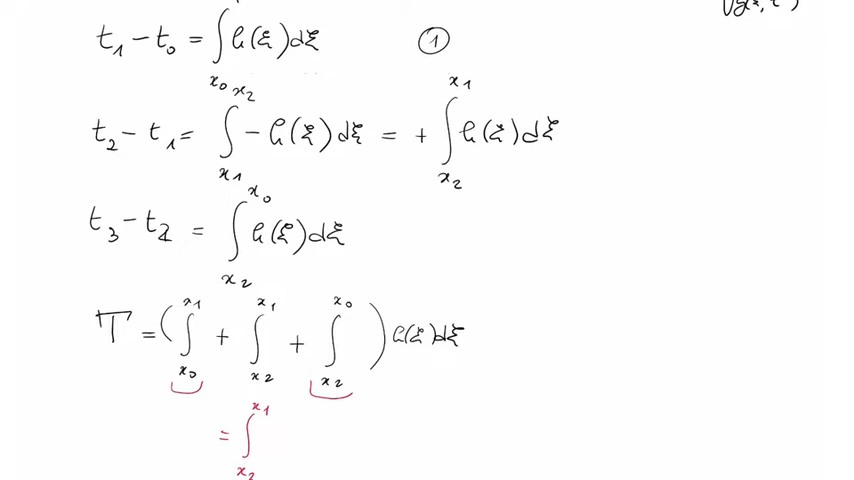 t₁ − t₀ = ∫_{x₀} h(ξ)dξ ①
t₂ − t₁ = ∫_{x₁}^{x₂} − h(ξ)dξ = + ∫_{x₂}^{x₁} h(ξ)dξ
t₃ − t₂ = ∫_{x₂}^{x₀} h(ξ)dξ
T = (∫_{x₀}^{x₁} + ∫_{x₂}^{x₁} + ∫_{x₂}^{x₀}) h(ξ)dξ
= ∫_{x₂}^{x₁}